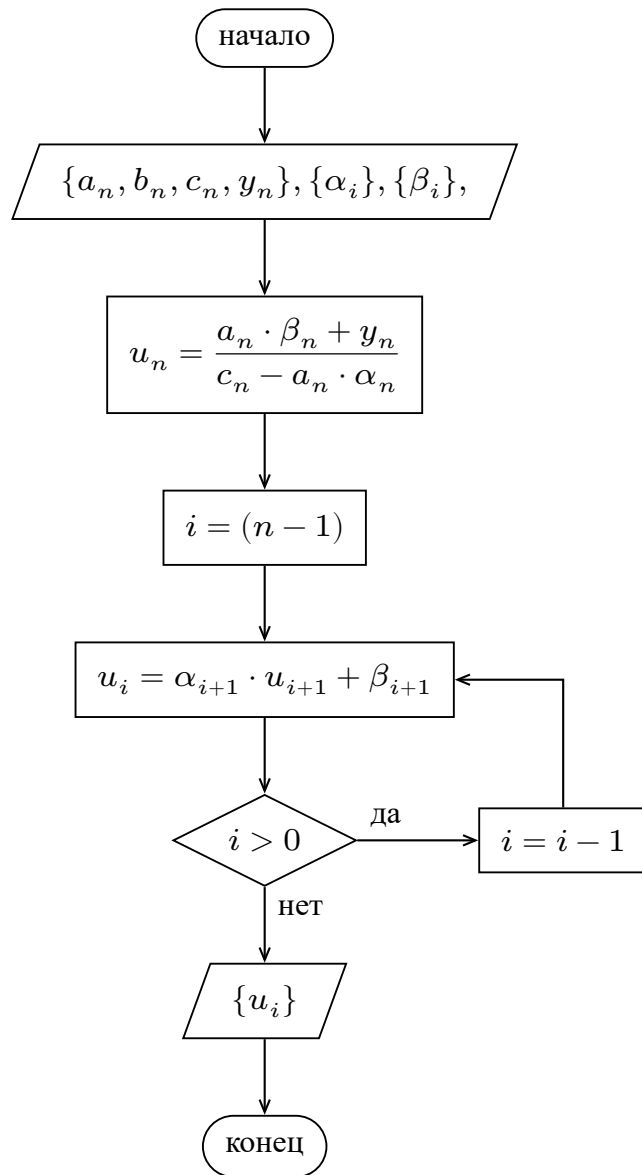 начало
{a_n, b_n, c_n, y_n}, {α_i}, {β_i},
u_n = \frac{a_n · β_n + y_n}{c_n − a_n · α_n}
i = (n − 1)
u_i = α_{i+1} · u_{i+1} + β_{i+1}
i > 0
да
i = i − 1
нет
{u_i}
конец